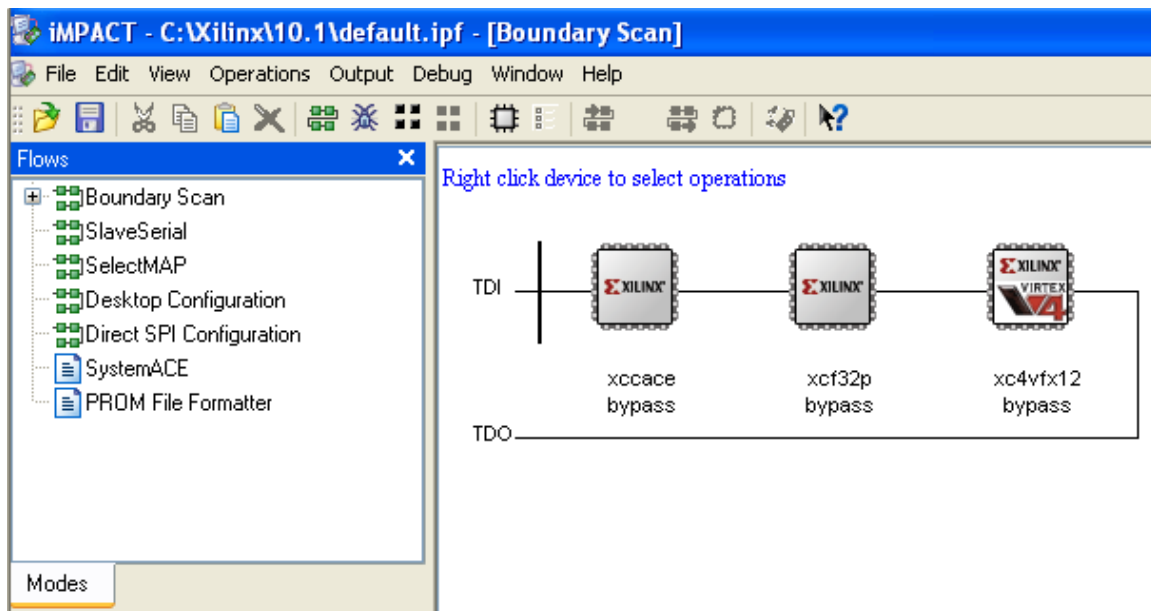 iMPACT - C:\Xilinx\10.1\default.ipf - [Boundary Scan]
File Edit View Operations Output Debug Window Help
Flows
Boundary Scan
SlaveSerial
SelectMAP
Desktop Configuration
Direct SPI Configuration
SystemACE
PROM File Formatter
Modes
Right click device to select operations
TDI
XILINX
XILINX
XILINX
VIRTEX
4
xccace
bypass
xcf32p
bypass
xc4vfx12
bypass
TDO